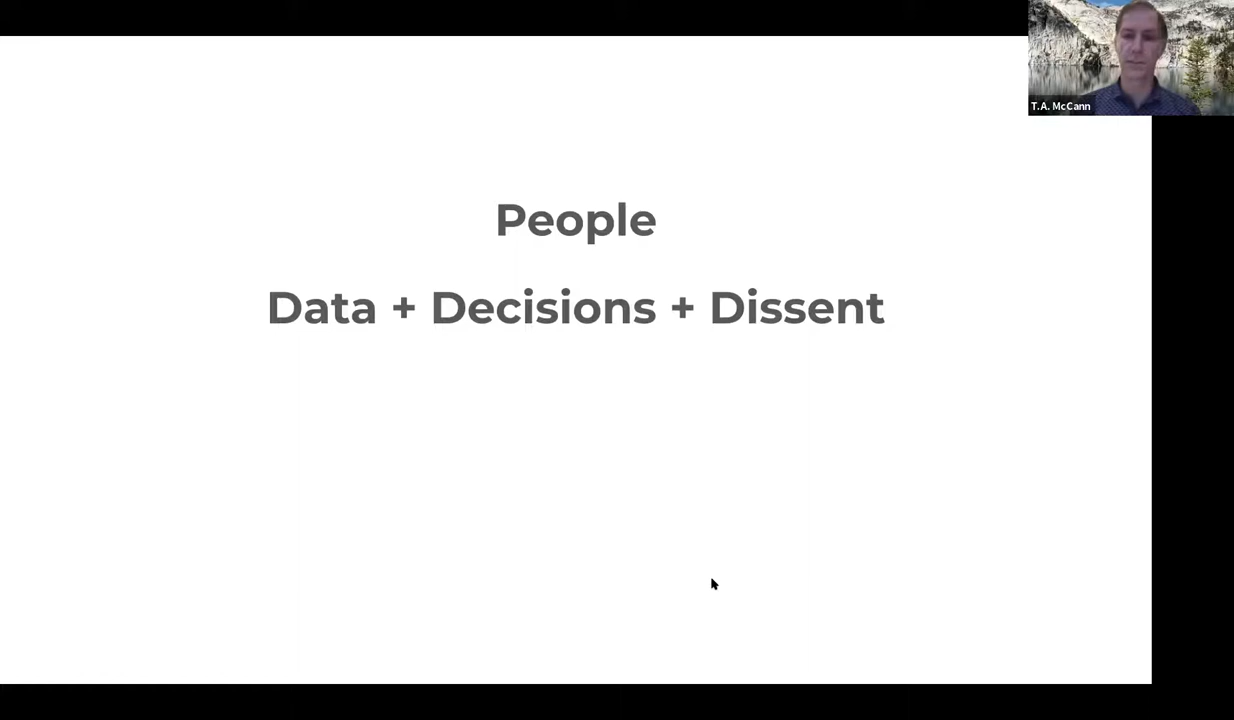 T.A. McCann
People
Data + Decisions + Dissent